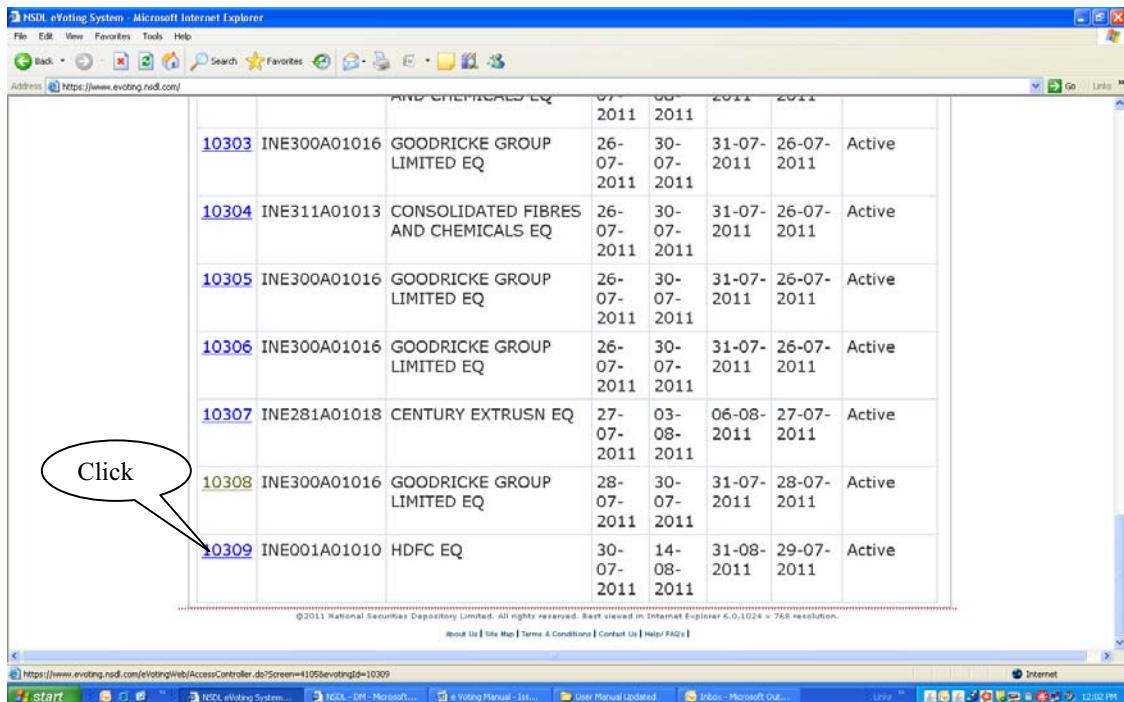 NSDL eVoting System - Microsoft Internet Explorer
File Edit View Favorites Tools Help
Back Search Favorites
Address https://www.evoting.nsdl.com/ Go Links »
AND CHEMICALS EQ 07- 08- 2011 2011
2011 2011
10303 INE300A01016 GOODRICKE GROUP 26- 30- 31-07- 26-07- Active
LIMITED EQ 07- 07- 2011 2011
2011 2011
10304 INE311A01013 CONSOLIDATED FIBRES 26- 30- 31-07- 26-07- Active
AND CHEMICALS EQ 07- 07- 2011 2011
2011 2011
10305 INE300A01016 GOODRICKE GROUP 26- 30- 31-07- 26-07- Active
LIMITED EQ 07- 07- 2011 2011
2011 2011
10306 INE300A01016 GOODRICKE GROUP 26- 30- 31-07- 26-07- Active
LIMITED EQ 07- 07- 2011 2011
2011 2011
10307 INE281A01018 CENTURY EXTRUSN EQ 27- 03- 06-08- 27-07- Active
07- 08- 2011 2011
2011 2011
Click
10308 INE300A01016 GOODRICKE GROUP 28- 30- 31-07- 28-07- Active
LIMITED EQ 07- 07- 2011 2011
2011 2011
10309 INE001A01010 HDFC EQ 30- 14- 31-08- 29-07- Active
07- 08- 2011 2011
2011 2011
@2011 National Securities Depository Limited. All rights reserved. Best viewed in Internet Explorer 6.0,1024 x 768 resolution.
About Us | Site Map | Terms & Conditions | Contact Us | Help/ FAQ's |
https://www.evoting.nsdl.com/eVotingWeb/AccessController.do?Screen=4105&evotingId=10309 Internet
start NSDL eVoting System... NSDL - DM - Microsoft... e Voting Manual - Iss... User Manual Updated Inbox - Microsoft Out... Links » 12:02 PM